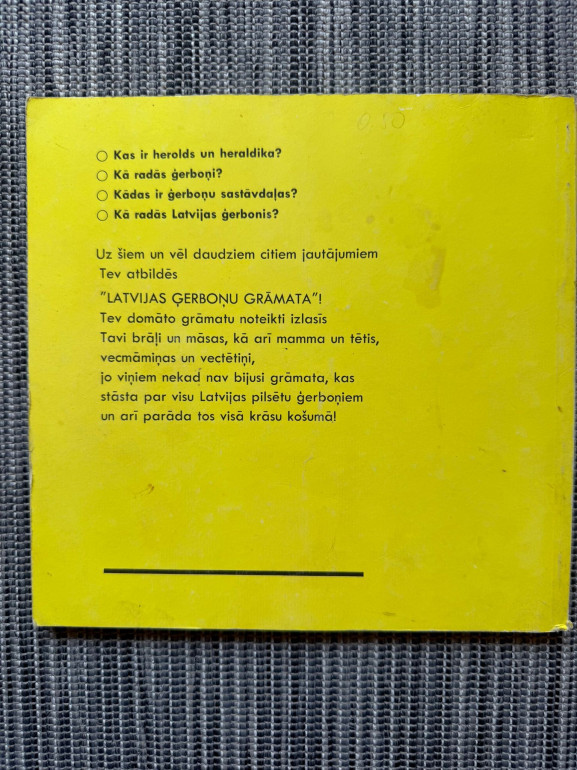 0.50
○ Kas ir herolds un heraldika?
○ Kā radās ģerboņi?
○ Kādas ir ģerboņu sastāvdaļas?
○ Kā radās Latvijas ģerbonis?
Uz šiem un vēl daudziem citiem jautājumiem
Tev atbildēs
"LATVIJAS ĢERBOŅU GRĀMATA"!
Tev domāto grāmatu noteikti izlasīs
Tavi brāļi un māsas, kā arī mamma un tētis,
vecmāmiņas un vectētiņi,
jo viņiem nekad nav bijusi grāmata, kas
stāsta par visu Latvijas pilsētu ģerboņiem
un arī parāda tos visā krāsu košumā!